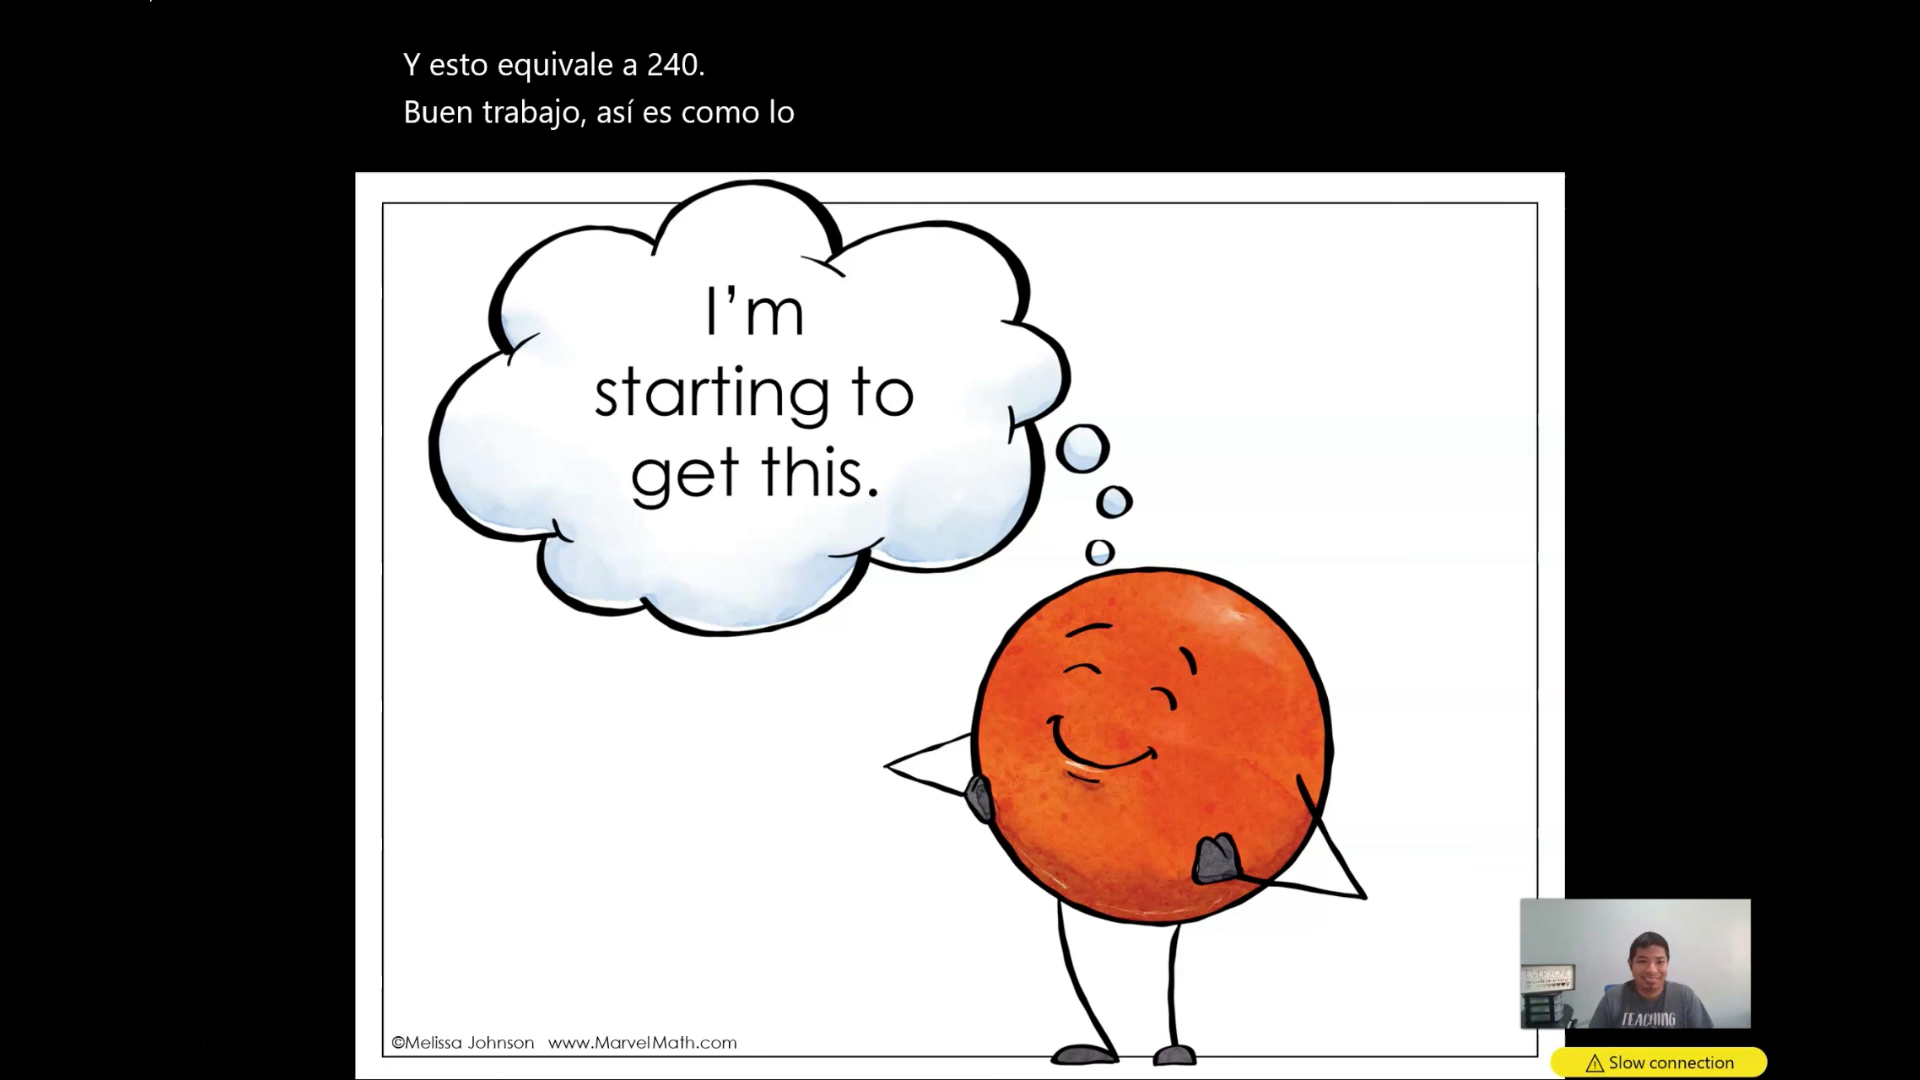 Y esto equivale a 240.
Buen trabajo, así es como lo
I'm
starting to
get this.
©Melissa Johnson www.MarvelMath.com
TEACHING
Slow connection